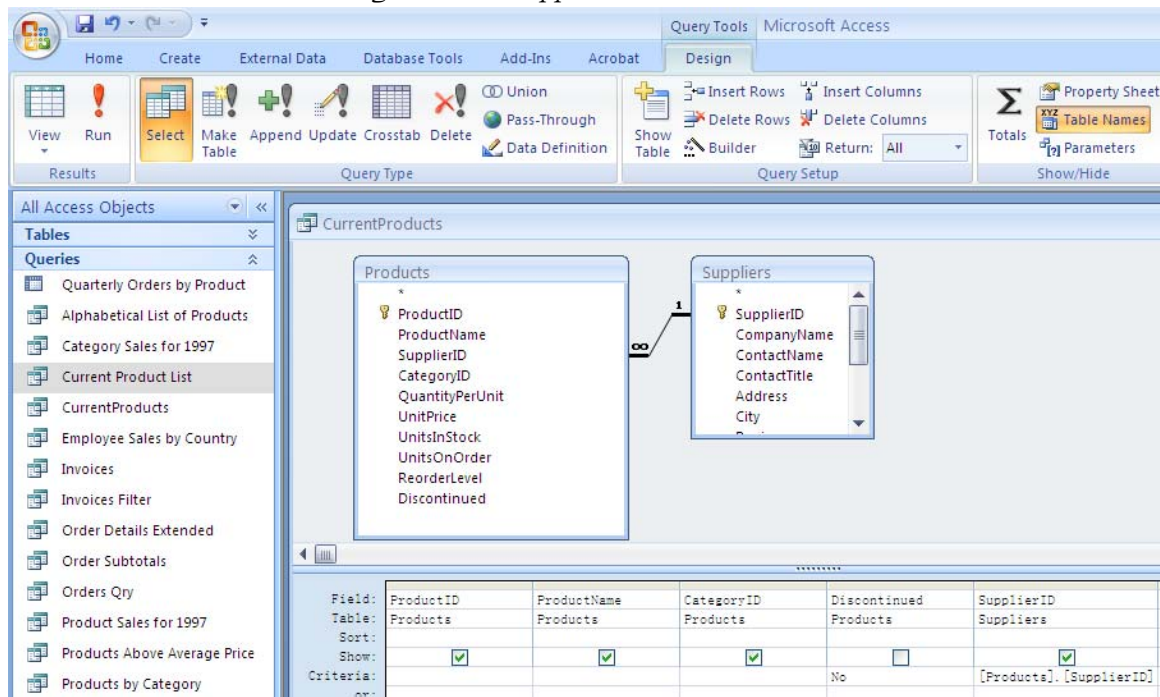 Query Tools Microsoft Access
Home Create External Data Database Tools Add-Ins Acrobat Design
View
Run
Select
Make Table
Append
Update
Crosstab
Delete
Union
Pass-Through
Data Definition
Show Table
Insert Rows
Delete Rows
Builder
Insert Columns
Delete Columns
Return: All
Σ
Totals
Property Sheet
XYZ Table Names
[?] Parameters
Results Query Type Query Setup Show/Hide
All Access Objects
Tables
Queries
Quarterly Orders by Product
Alphabetical List of Products
Category Sales for 1997
Current Product List
CurrentProducts
Employee Sales by Country
Invoices
Invoices Filter
Order Details Extended
Order Subtotals
Orders Qry
Product Sales for 1997
Products Above Average Price
Products by Category
CurrentProducts
Products
*
ProductID
ProductName
SupplierID
CategoryID
QuantityPerUnit
UnitPrice
UnitsInStock
UnitsOnOrder
ReorderLevel
Discontinued
∞ 1
Suppliers
*
SupplierID
CompanyName
ContactName
ContactTitle
Address
City
Field: ProductID ProductName CategoryID Discontinued SupplierID
Table: Products Products Products Products Suppliers
Sort:
Show:
Criteria: No [Products].[SupplierID]
or: